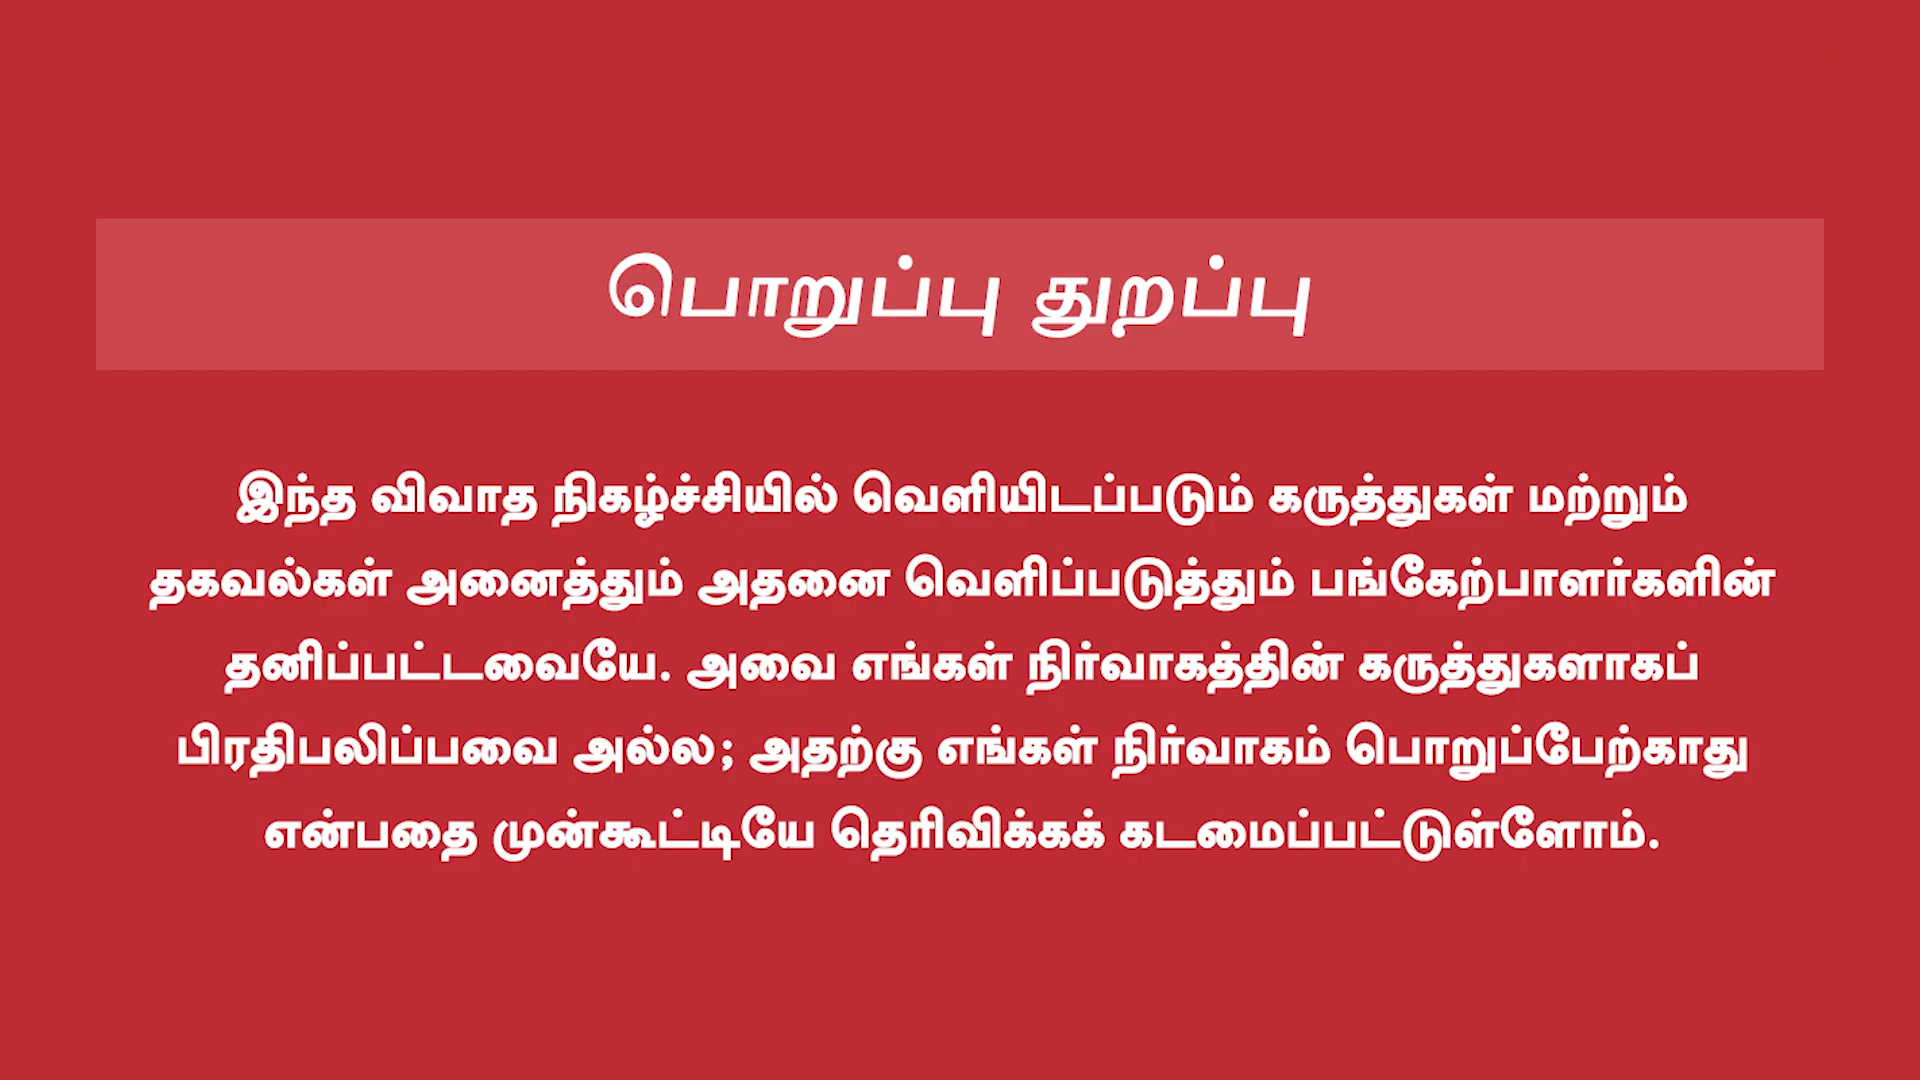 பொறுப்பு துறப்பு
இந்த விவாத நிகழ்ச்சியில் வெளியிடப்படும் கருத்துகள் மற்றும்
தகவல்கள் அனைத்தும் அதனை வெளிப்படுத்தும் பங்கேற்பாளர்களின்
தனிப்பட்டவையே. அவை எங்கள் நிர்வாகத்தின் கருத்துகளாகப்
பிரதிபலிப்பவை அல்ல; அதற்கு எங்கள் நிர்வாகம் பொறுப்பேற்காது
என்பதை முன்கூட்டியே தெரிவிக்கக் கடமைப்பட்டுள்ளோம்.